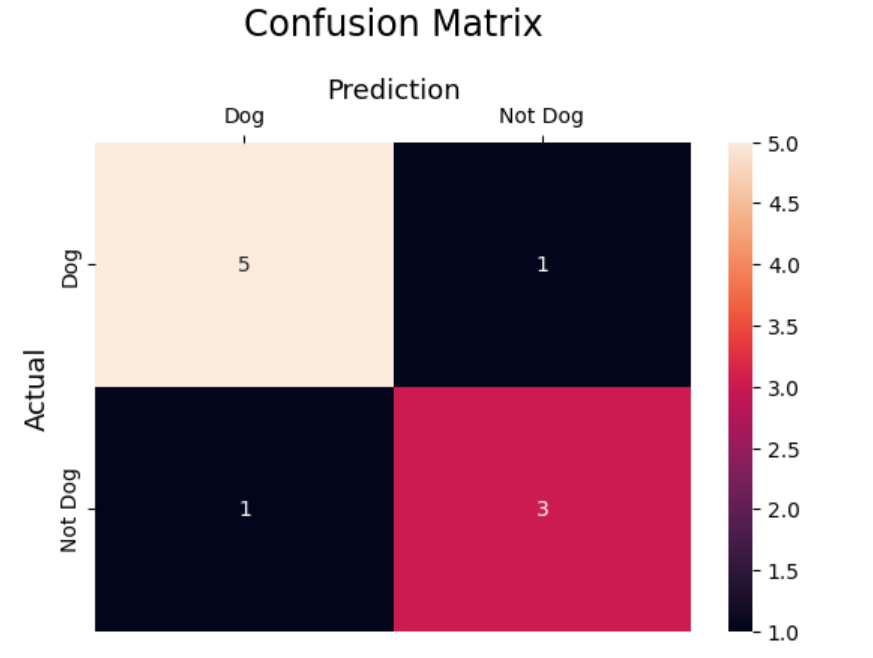 Confusion Matrix
Prediction
Dog Not Dog
Actual
Dog
5 1
Not Dog
1 3
5.0
4.5
4.0
3.5
3.0
2.5
2.0
1.5
1.0